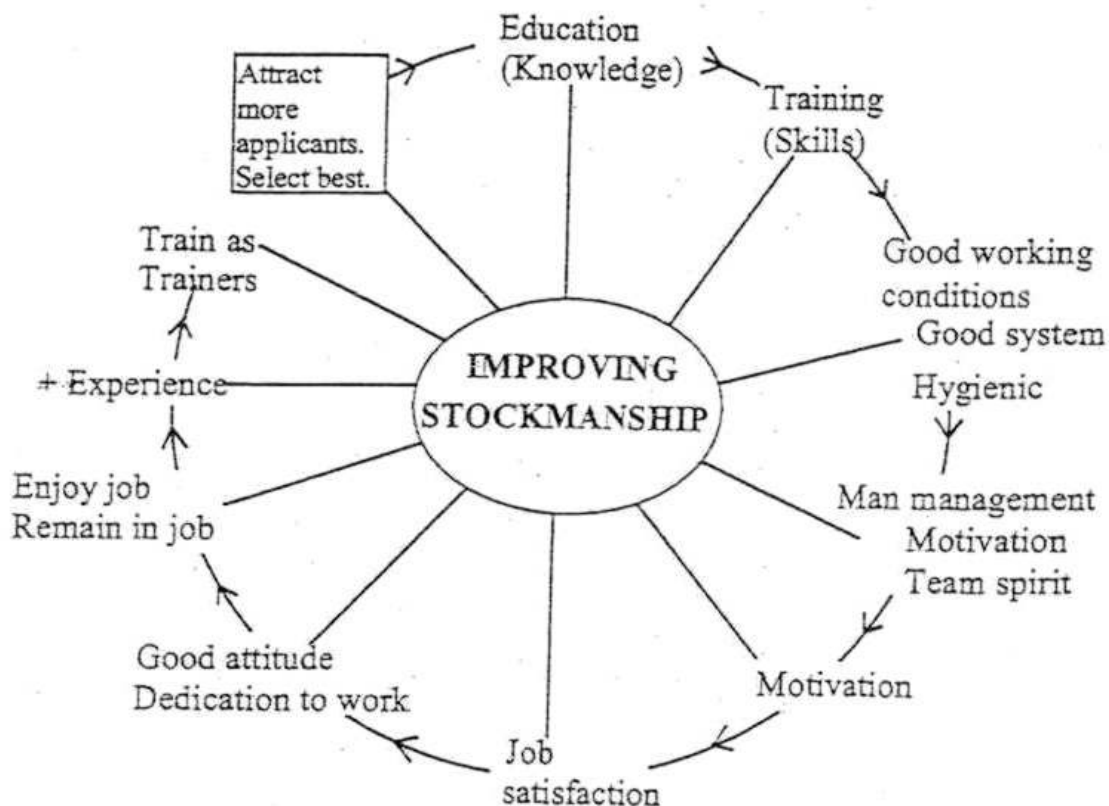 Education
(Knowledge)
Attract
more
applicants.
Select best.
Training
(Skills)
Good working
conditions
Good system
Hygienic
Man management
Motivation
Team spirit
Motivation
Job
satisfaction
Good attitude
Dedication to work
Enjoy job
Remain in job
+ Experience
Train as
Trainers
IMPROVING
STOCKMANSHIP